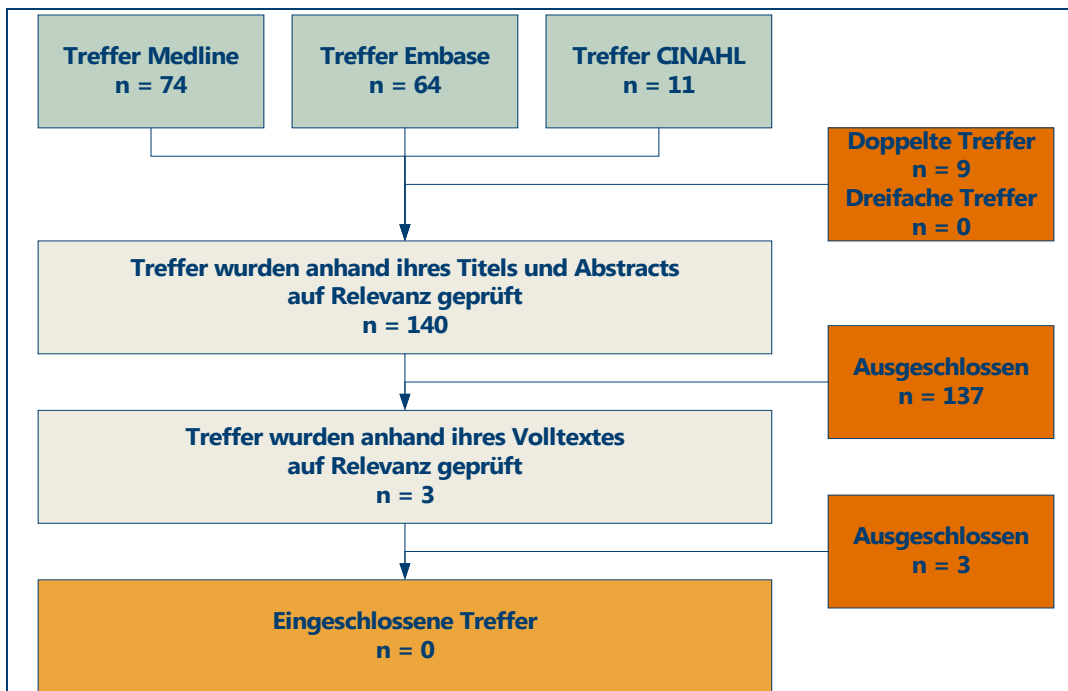 Treffer Medline
n = 74
Treffer Embase
n = 64
Treffer CINAHL
n = 11
Doppelte Treffer
n = 9
Dreifache Treffer
n = 0
Treffer wurden anhand ihres Titels und Abstracts
auf Relevanz geprüft
n = 140
Ausgeschlossen
n = 137
Treffer wurden anhand ihres Volltextes
auf Relevanz geprüft
n = 3
Ausgeschlossen
n = 3
Eingeschlossene Treffer
n = 0